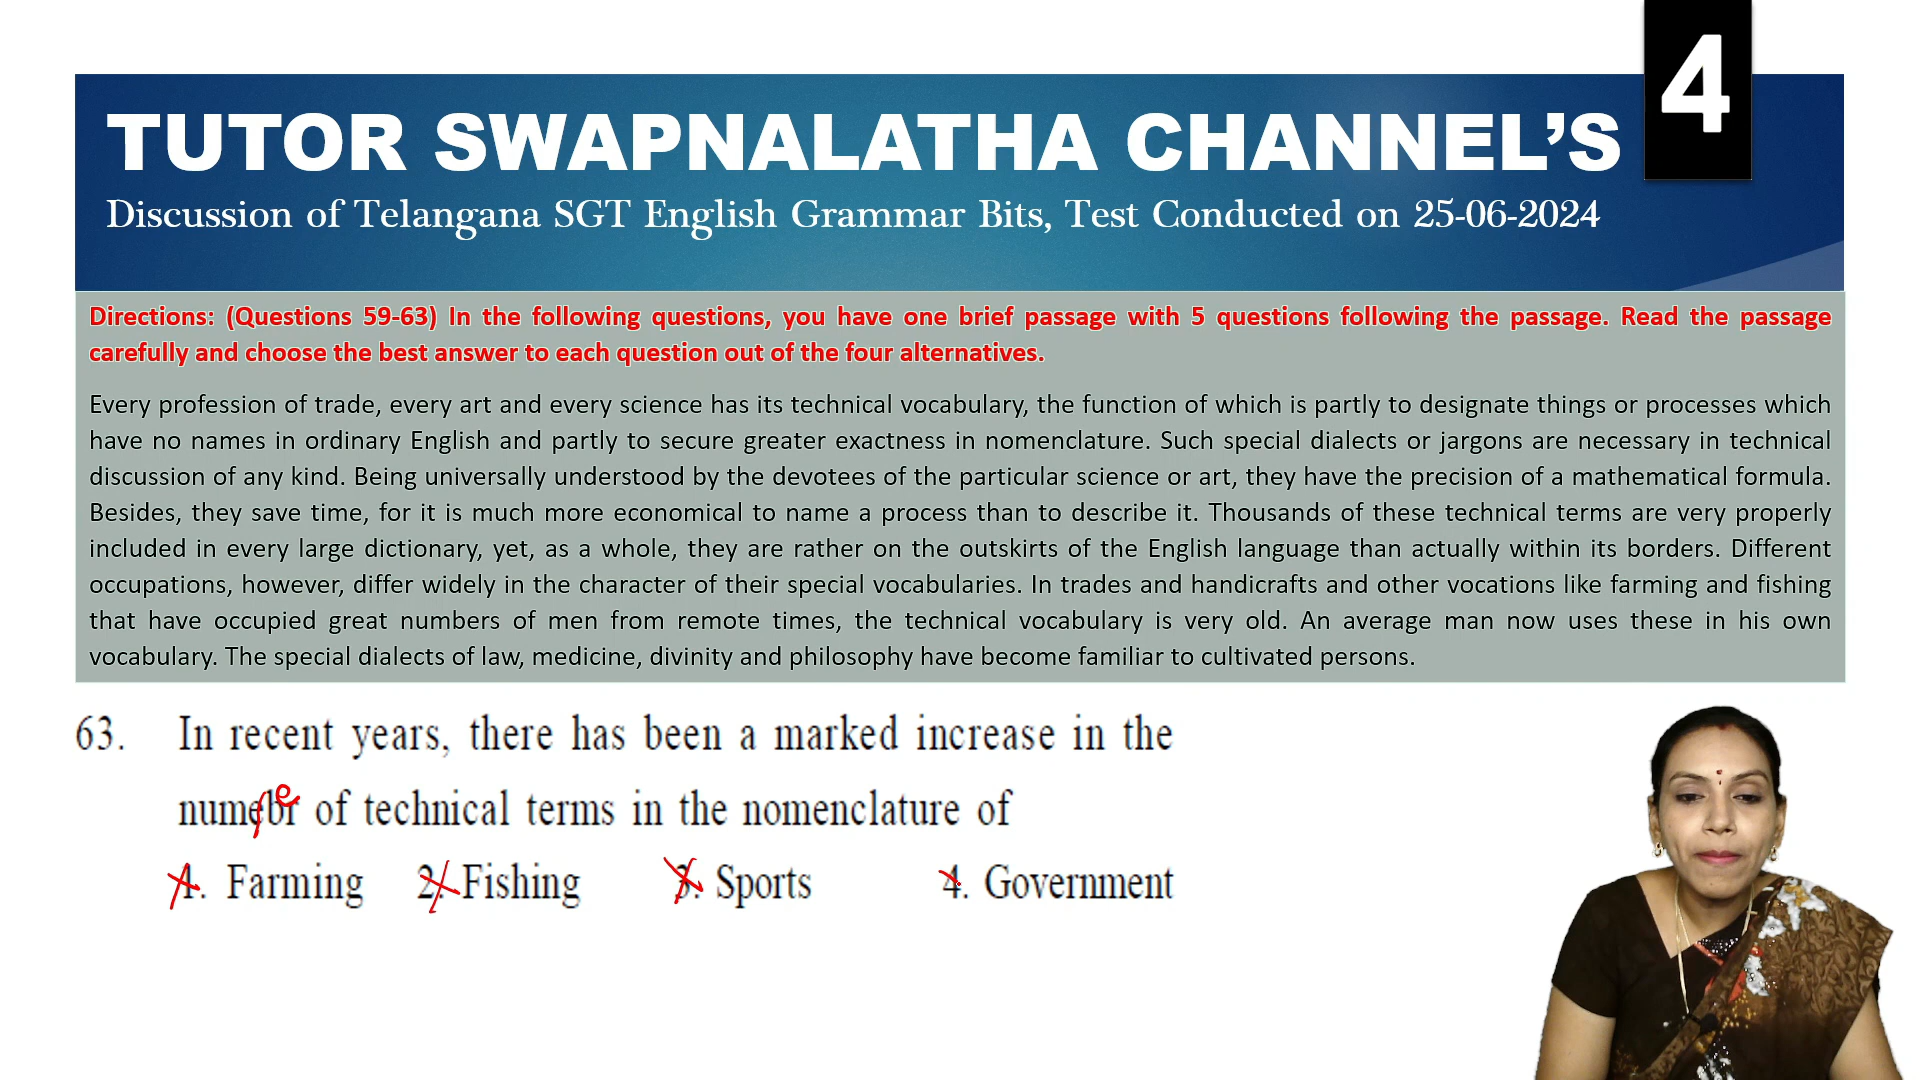 4
TUTOR SWAPNALATHA CHANNEL’S
Discussion of Telangana SGT English Grammar Bits, Test Conducted on 25-06-2024
Directions: (Questions 59-63) In the following questions, you have one brief passage with 5 questions following the passage. Read the passage
carefully and choose the best answer to each question out of the four alternatives.
Every profession of trade, every art and every science has its technical vocabulary, the function of which is partly to designate things or processes which
have no names in ordinary English and partly to secure greater exactness in nomenclature. Such special dialects or jargons are necessary in technical
discussion of any kind. Being universally understood by the devotees of the particular science or art, they have the precision of a mathematical formula.
Besides, they save time, for it is much more economical to name a process than to describe it. Thousands of these technical terms are very properly
included in every large dictionary, yet, as a whole, they are rather on the outskirts of the English language than actually within its borders. Different
occupations, however, differ widely in the character of their special vocabularies. In trades and handicrafts and other vocations like farming and fishing
that have occupied great numbers of men from remote times, the technical vocabulary is very old. An average man now uses these in his own
vocabulary. The special dialects of law, medicine, divinity and philosophy have become familiar to cultivated persons.
63. In recent years, there has been a marked increase in the
e
numebr of technical terms in the nomenclature of
1. Farming 2. Fishing 3. Sports 4. Government